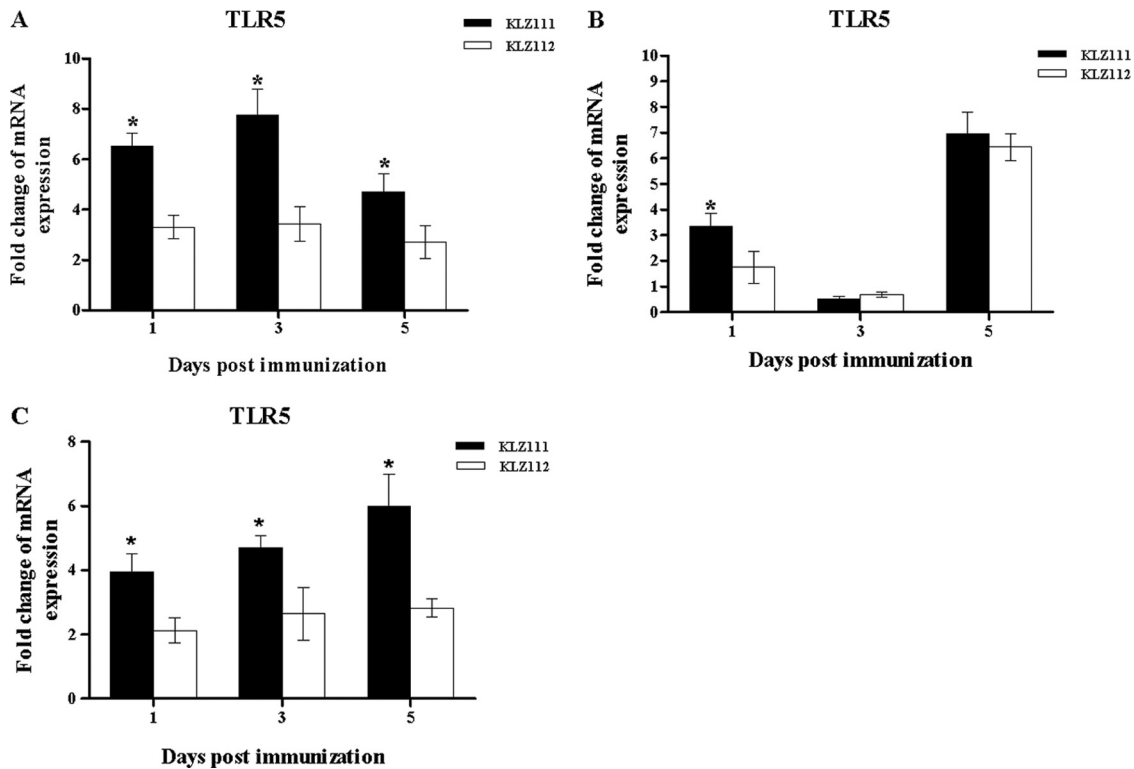 A
TLR5
KLZ111
KLZ112
Fold change of mRNA
expression
10
8
6
4
2
0
*
*
*
1 3 5
Days post immunization
B
TLR5
KLZ111
KLZ112
Fold change of mRNA
expression
10
9
8
7
6
5
4
3
2
1
0
*
1 3 5
Days post immunization
C
TLR5
KLZ111
KLZ112
Fold change of mRNA
expression
8
6
4
2
0
*
*
*
1 3 5
Days post immunization